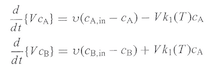 d/dt {Vc_A} = υ(c_A,in − c_A) − Vk_1(T)c_A
d/dt {Vc_B} = υ(c_B,in − c_B) + Vk_1(T)c_A